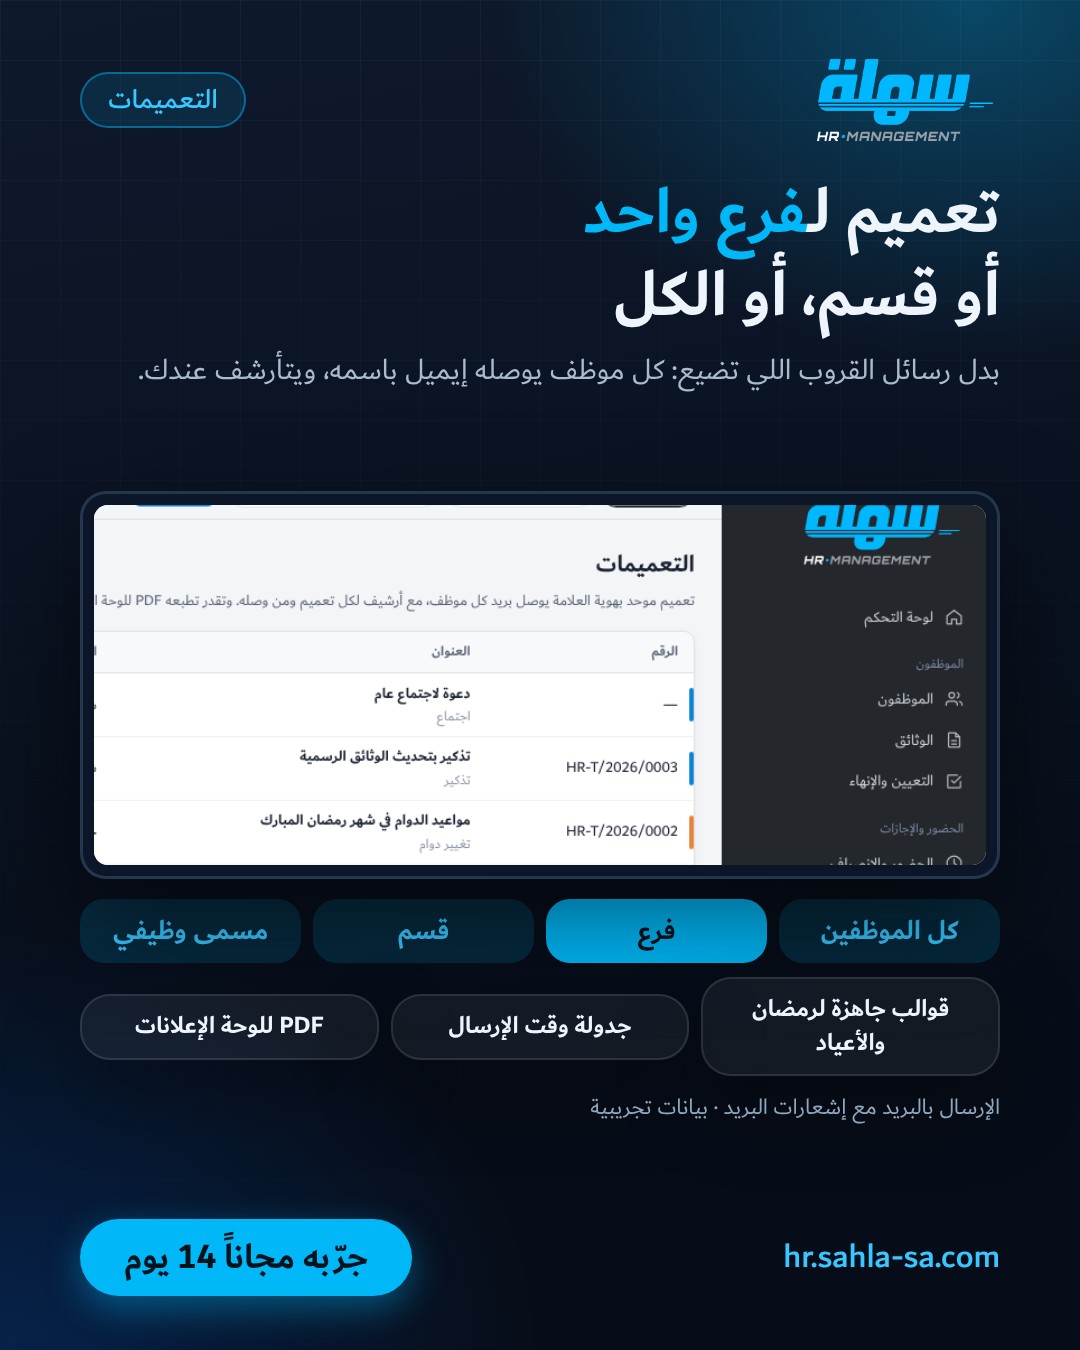 سهلة
HR·MANAGEMENT
التعميمات
تعميم لفرع واحد
أو قسم، أو الكل
بدل رسائل القروب اللي تضيع: كل موظف يوصله إيميل باسمه، ويتأرشف عندك.
سهلة
HR·MANAGEMENT
لوحة التحكم
الموظفون
الموظفون
الوثائق
التعيين والإنهاء
الحضور والإجازات
التعميمات
تعميم موحد بهوية العلامة يوصل بريد كل موظف، مع أرشيف لكل تعميم ومن وصله. وتقدر تطبعه PDF للوحة
الرقم العنوان
— دعوة لاجتماع عام
اجتماع
HR-T/2026/0003 تذكير بتحديث الوثائق الرسمية
تذكير
HR-T/2026/0002 مواعيد الدوام في شهر رمضان المبارك
تغيير دوام
كل الموظفين فرع قسم مسمى وظيفي
قوالب جاهزة لرمضان
والأعياد
جدولة وقت الإرسال
PDF للوحة الإعلانات
الإرسال بالبريد مع إشعارات البريد · بيانات تجريبية
hr.sahla-sa.com
جرّبه مجاناً 14 يوم